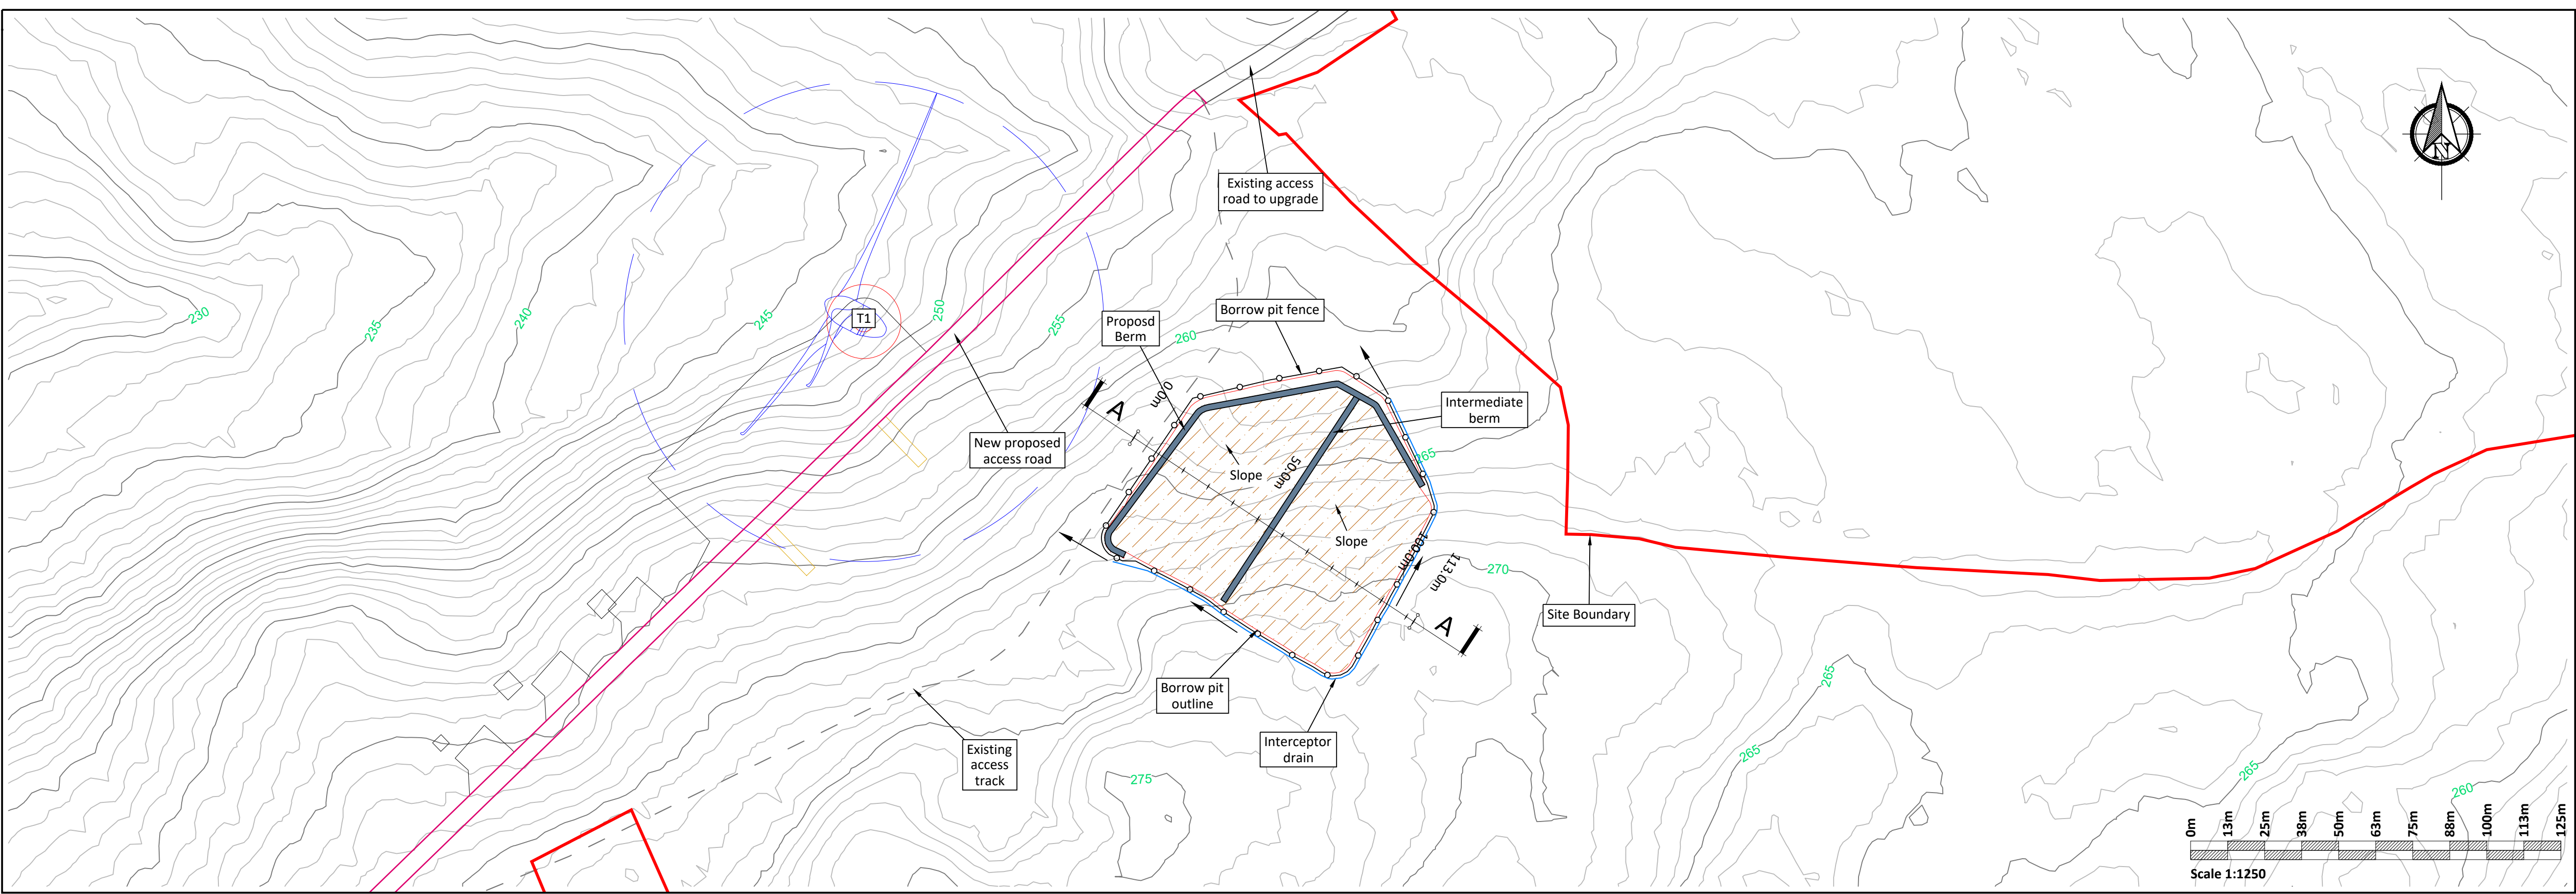 Existing access
road to upgrade
N
Borrow pit fence
T1
230
235
240
245
250
255
260
Proposd
Berm
0.0m
A
Intermediate
berm
New proposed
access road
265
Slope
50.0m
Slope
100.0m
113.0m
270
A
Site Boundary
Borrow pit
outline
265
Interceptor
drain
Existing
access
track
275
265
265
260
0m
13m
25m
38m
50m
63m
75m
88m
100m
113m
125m
Scale 1:1250